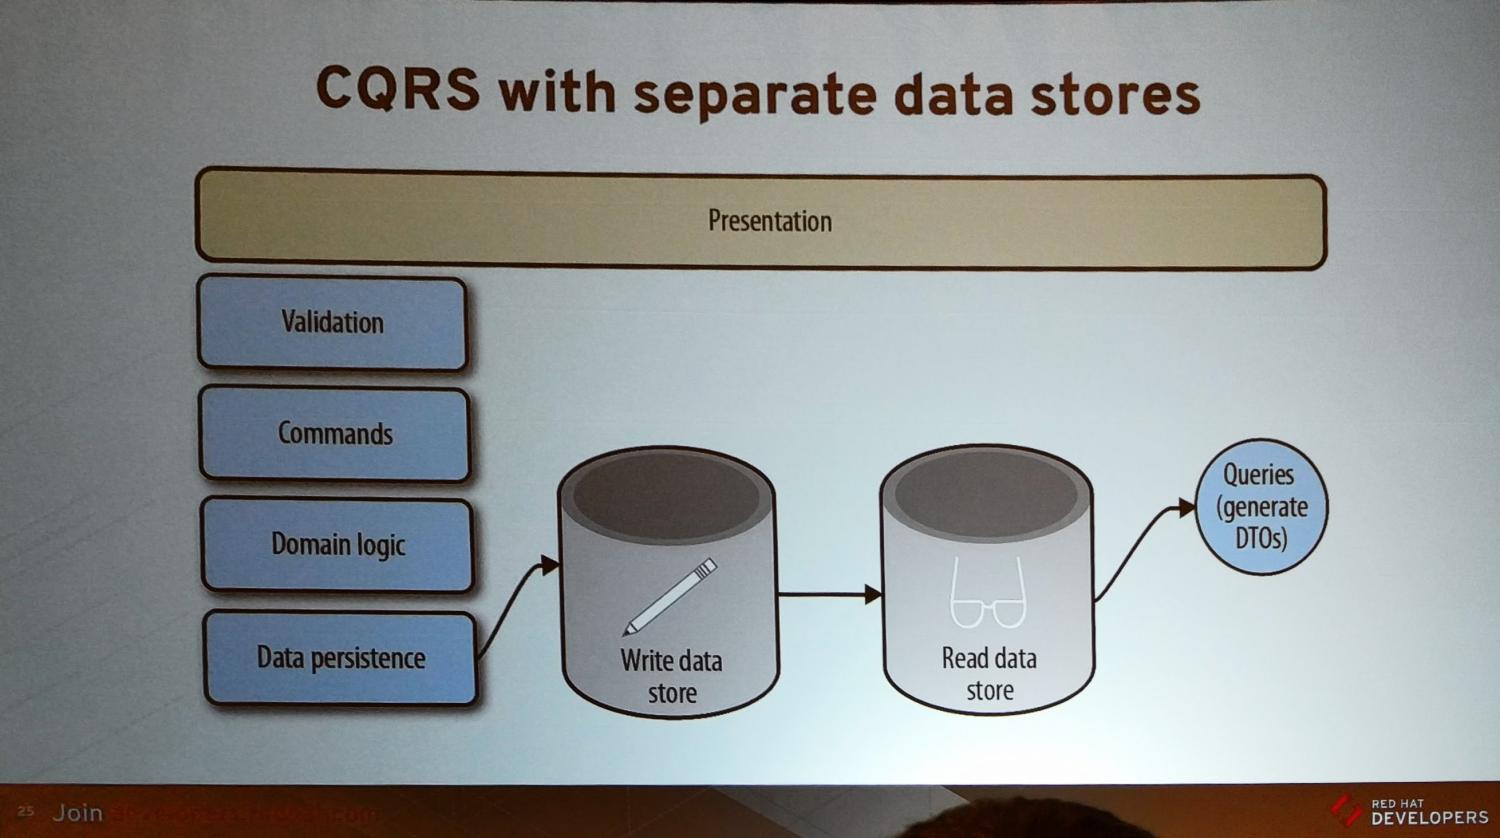 CQRS with separate data stores
Presentation
Validation
Commands
Domain logic
Data persistence
Write data
store
Read data
store
Queries
(generate
DTOs)
25 Join
RED HAT
DEVELOPERS